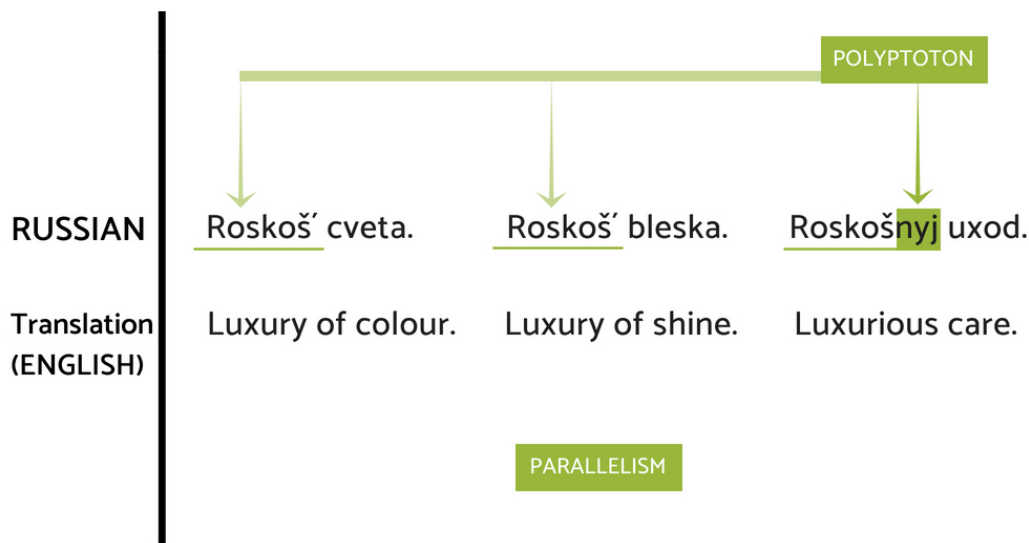 POLYPTOTON
RUSSIAN Roskoš´ cveta. Roskoš´ bleska. Roskošnyj uxod.
Translation Luxury of colour. Luxury of shine. Luxurious care.
(ENGLISH)
PARALLELISM